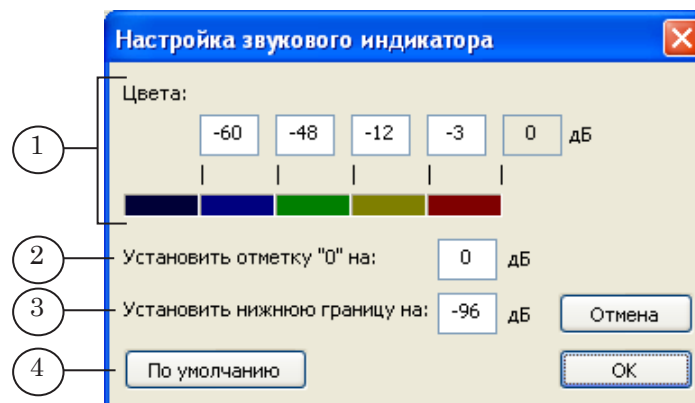 Настройка звукового индикатора
Цвета:
-60 -48 -12 -3 0 дБ
1
2 Установить отметку "0" на: 0 дБ
3 Установить нижнюю границу на: -96 дБ Отмена
4 По умолчанию ОК